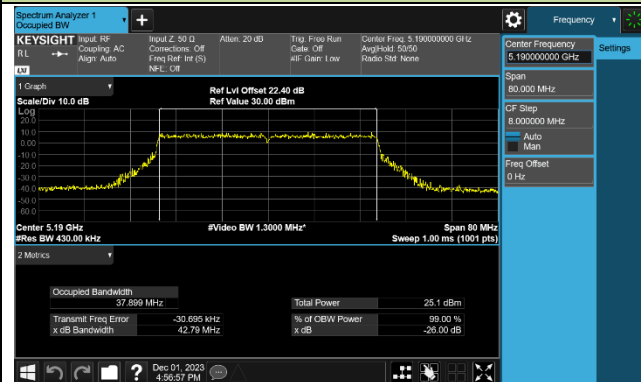 Spectrum Analyzer 1
Occupied BW
Frequency
KEYSIGHT
Input: RF
Coupling: AC
Align: Auto
Input Z: 50 Ω
Corrections: Off
Freq Ref: Int (S)
NFE: Off
Atten: 20 dB
Trig: Free Run
Gate: Off
#IF Gain: Low
Center Freq: 5.190000000 GHz
Avg|Hold: 50/50
Radio Std: None
RL
LXI
Center Frequency
5.190000000 GHz
Settings
Span
80.000 MHz
CF Step
8.000000 MHz
Auto
Man
Freq Offset
0 Hz
1 Graph
Scale/Div 10.0 dB
Ref Lvl Offset 22.40 dB
Ref Value 30.00 dBm
Log
20.0
10.0
0.00
-10.0
-20.0
-30.0
-40.0
-50.0
-60.0
Center 5.19 GHz
#Video BW 1.3000 MHz*
Span 80 MHz
#Res BW 430.00 kHz
Sweep 1.00 ms (1001 pts)
2 Metrics
Occupied Bandwidth
37.899 MHz
Total Power
25.1 dBm
Transmit Freq Error
-30.695 kHz
% of OBW Power
99.00 %
x dB Bandwidth
42.79 MHz
x dB
-26.00 dB
Dec 01, 2023
4:56:57 PM